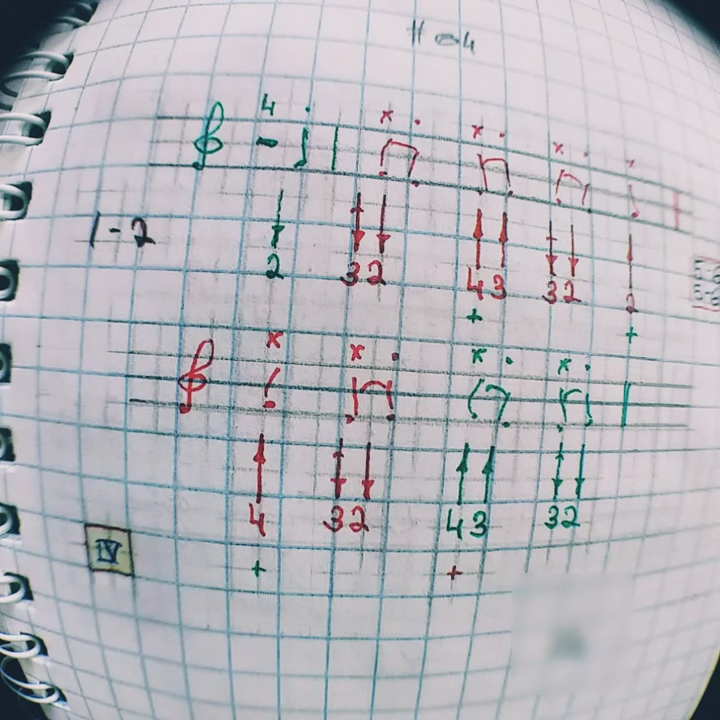 # 04
4
1-2
2 32 43 32 2
+ +
x x . x . x .
4 32 43 32
IV
+ +